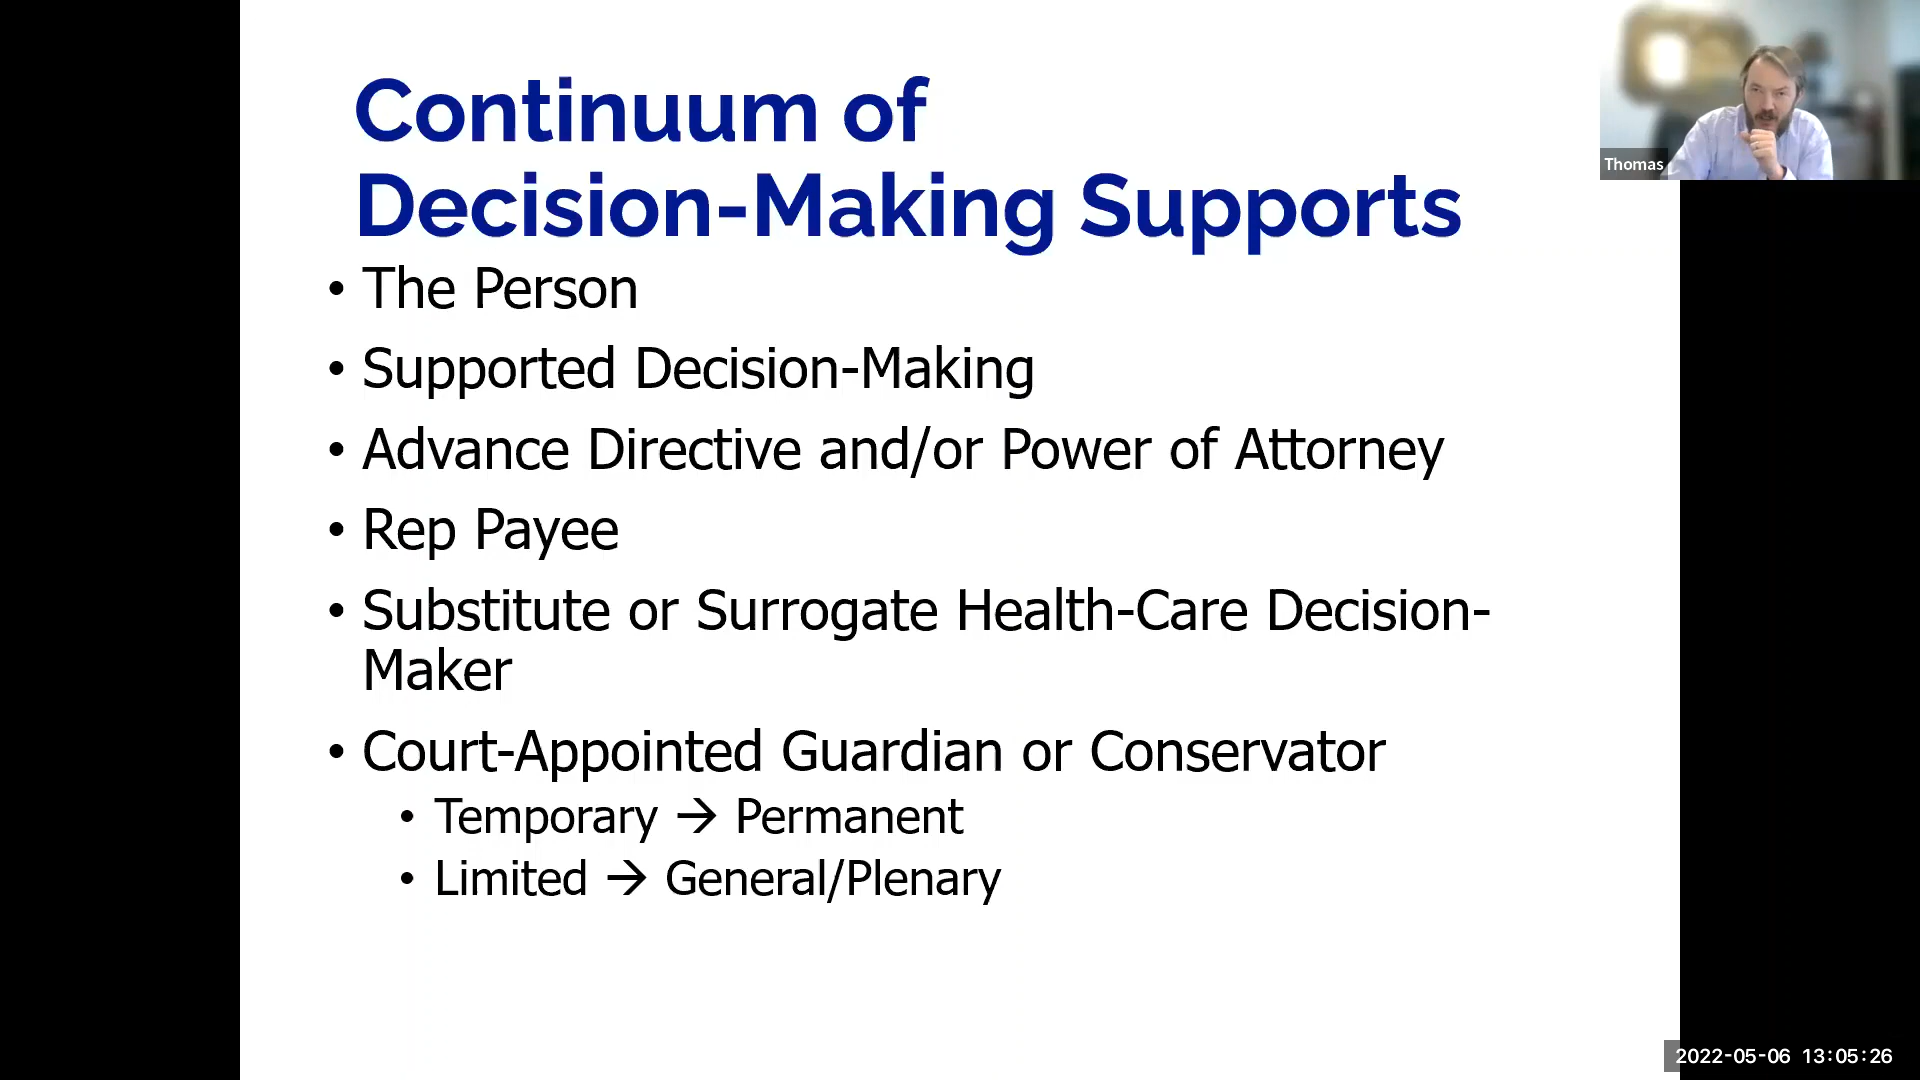 Continuum of
Decision-Making Supports
• The Person
• Supported Decision-Making
• Advance Directive and/or Power of Attorney
• Rep Payee
• Substitute or Surrogate Health-Care Decision-
Maker
• Court-Appointed Guardian or Conservator
• Temporary → Permanent
• Limited → General/Plenary
Thomas
2022-05-06 13:05:26